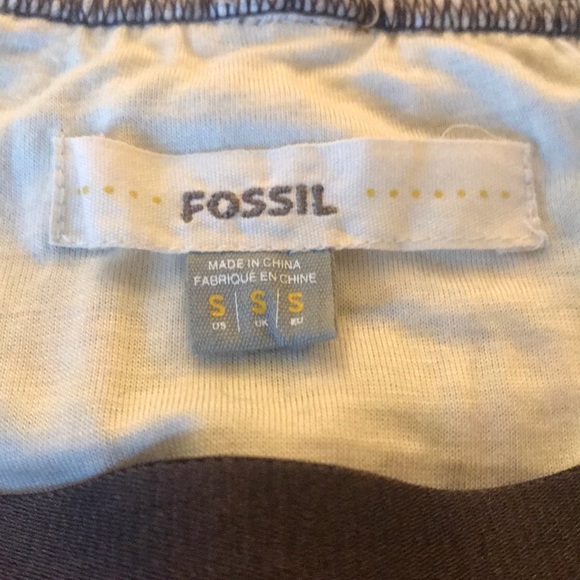 FOSSIL
MADE IN CHINA
FABRIQUE EN CHINE
S | S | S
US UK EU